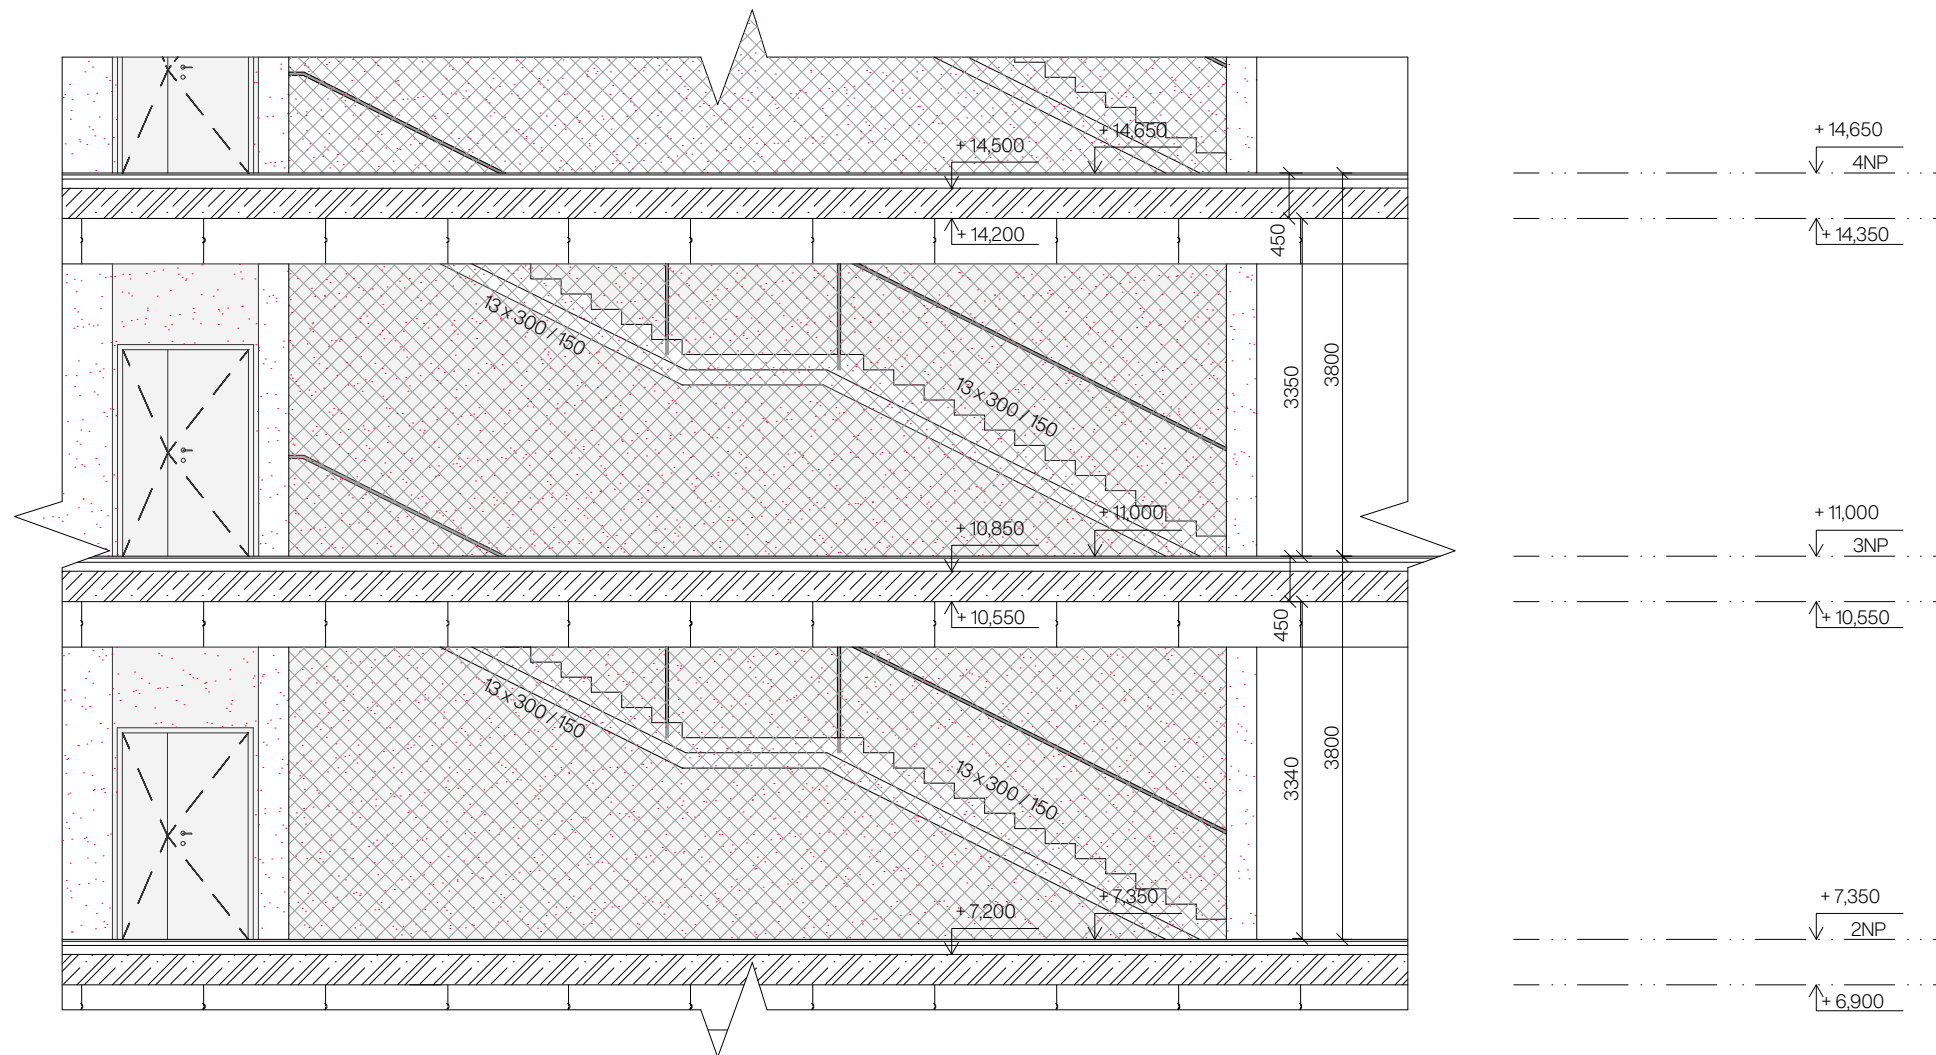 + 14,650
4NP
+ 14,500
+ 14,650
+ 14,200
450
+ 14,350
13 x 300 / 150
13 x 300 / 150
3350
3800
+ 10,850
+ 11,000
+ 11,000
3NP
+ 10,550
450
+ 10,550
13 x 300 / 150
13 x 300 / 150
3340
3800
+ 7,200
+ 7,350
+ 7,350
2NP
+ 6,900